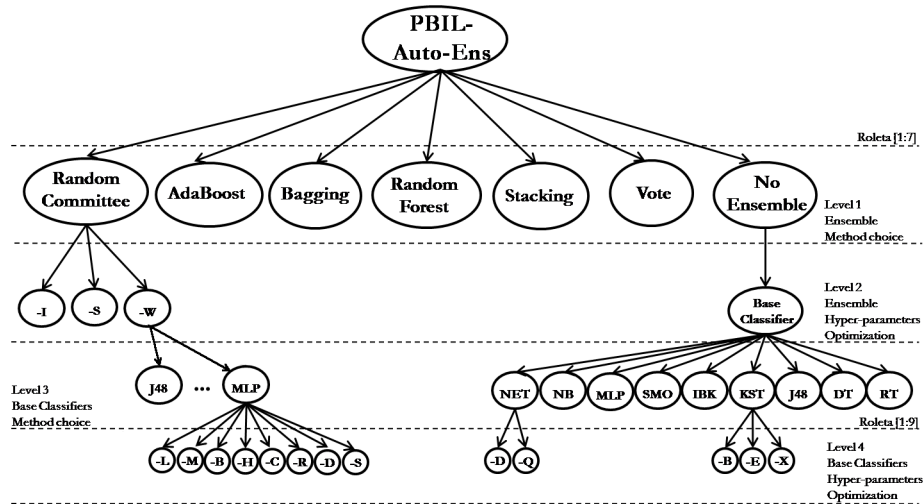 PBIL-
Auto-Ens
Roleta [1:7]
Random
Committee
AdaBoost
Bagging
Random
Forest
Stacking
Vote
No
Ensemble
Level 1
Ensemble
Method choice
-I
-S
-W
Base
Classifier
Level 2
Ensemble
Hyper-parameters
Optimization
Level 3
Base Classifiers
Method choice
J48
...
MLP
NET
NB
MLP
SMO
IBK
KST
J48
DT
RT
Roleta [1:9]
-L
-M
-B
-H
-C
-R
-D
-S
-D
-Q
-B
-E
-X
Level 4
Base Classifiers
Hyper-parameters
Optimization